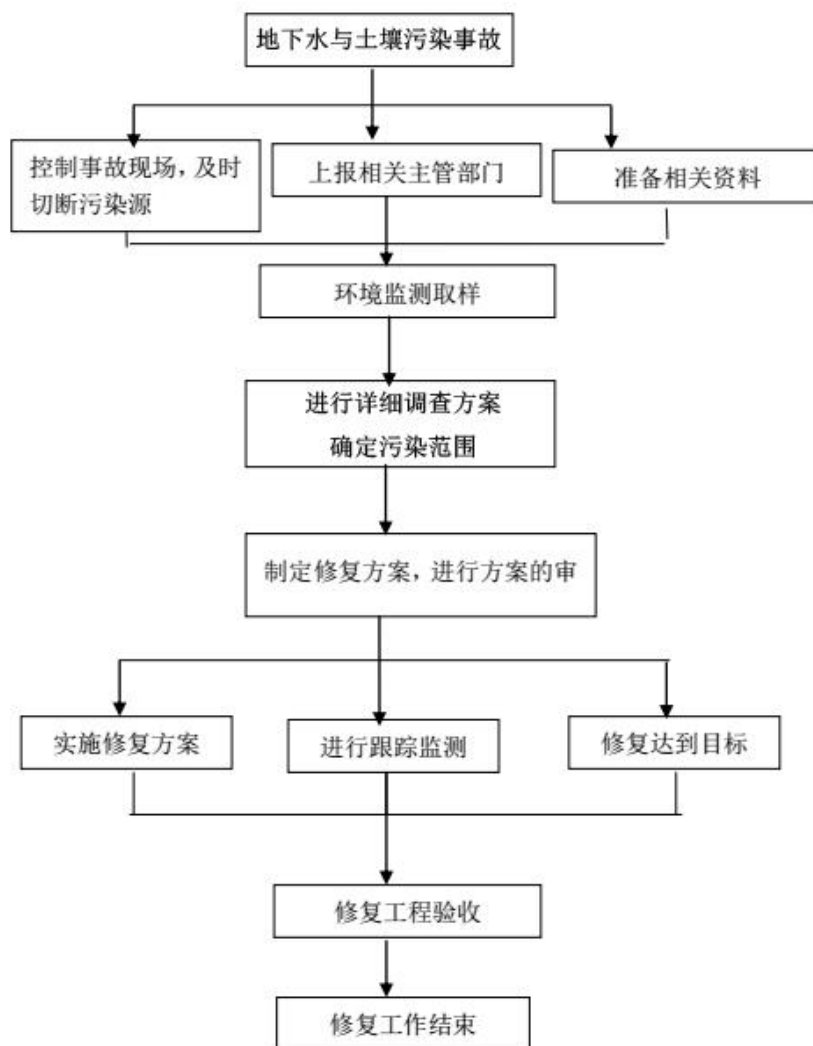 地下水与土壤污染事故
控制事故现场，及时
切断污染源
上报相关主管部门
准备相关资料
环境监测取样
进行详细调查方案
确定污染范围
制定修复方案，进行方案的审
实施修复方案
进行跟踪监测
修复达到目标
修复工程验收
修复工作结束